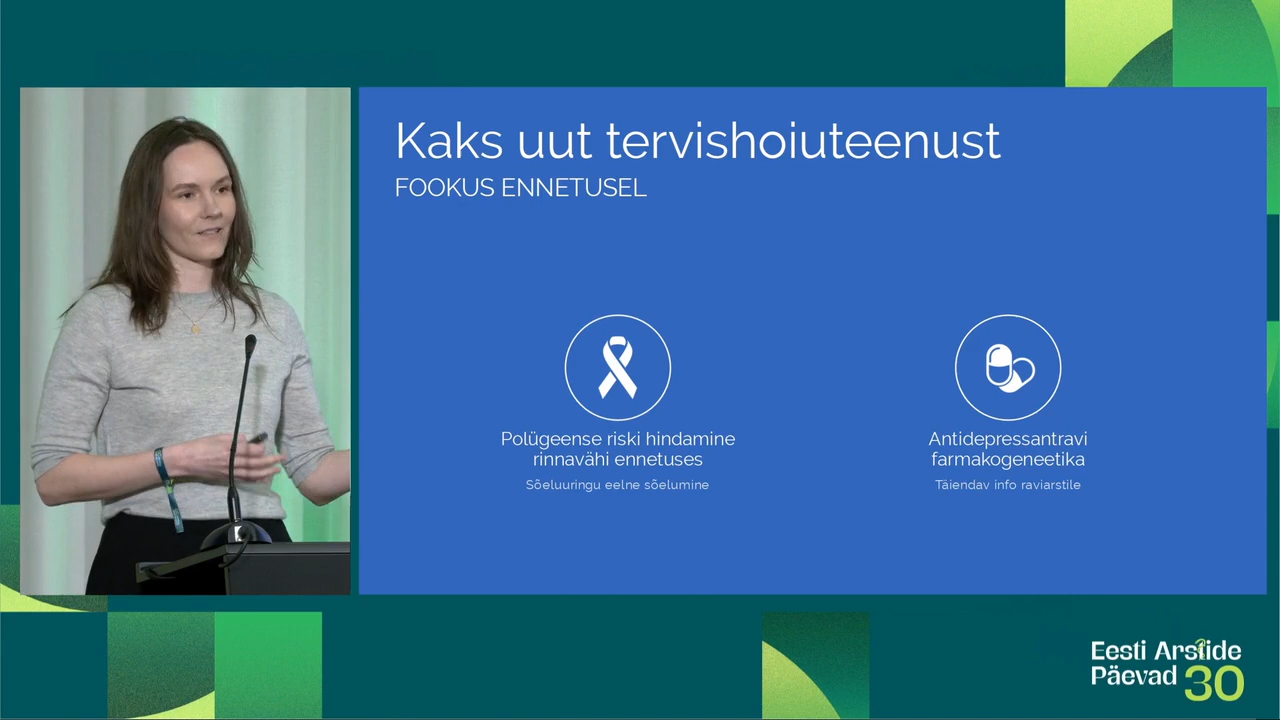 Kaks uut tervishoiuteenust
FOOKUS ENNETUSEL
Polügeense riski hindamine
rinnavähi ennetuses
Sõeluuringu eelne sõelumine
Antidepressantravi
farmakogeneetika
Täiendav info raviarstile
Eesti Arstide
Päevad 30